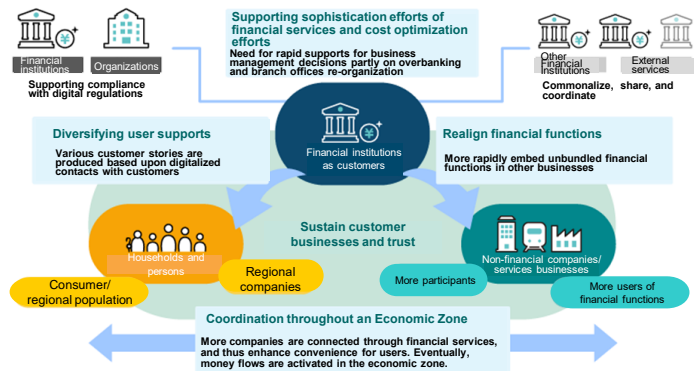 Supporting sophistication efforts of
financial services and cost optimization
efforts
Need for rapid supports for business
management decisions partly on overbanking
and branch offices re-organization
Financial
institutions
Organizations
Supporting compliance
with digital regulations
Other
Financial
Institutions
External
services
Commonalize, share, and
coordinate
Diversifying user supports
Various customer stories are
produced based upon digitalized
contacts with customers
Financial institutions
as customers
Realign financial functions
More rapidly embed unbundled financial
functions in other businesses
Sustain customer
businesses and trust
Households and
persons
Consumer/
regional population
Regional
companies
Non-financial companies/
services businesses
More participants
More users of
financial functions
Coordination throughout an Economic Zone
More companies are connected through financial services,
and thus enhance convenience for users. Eventually,
money flows are activated in the economic zone.